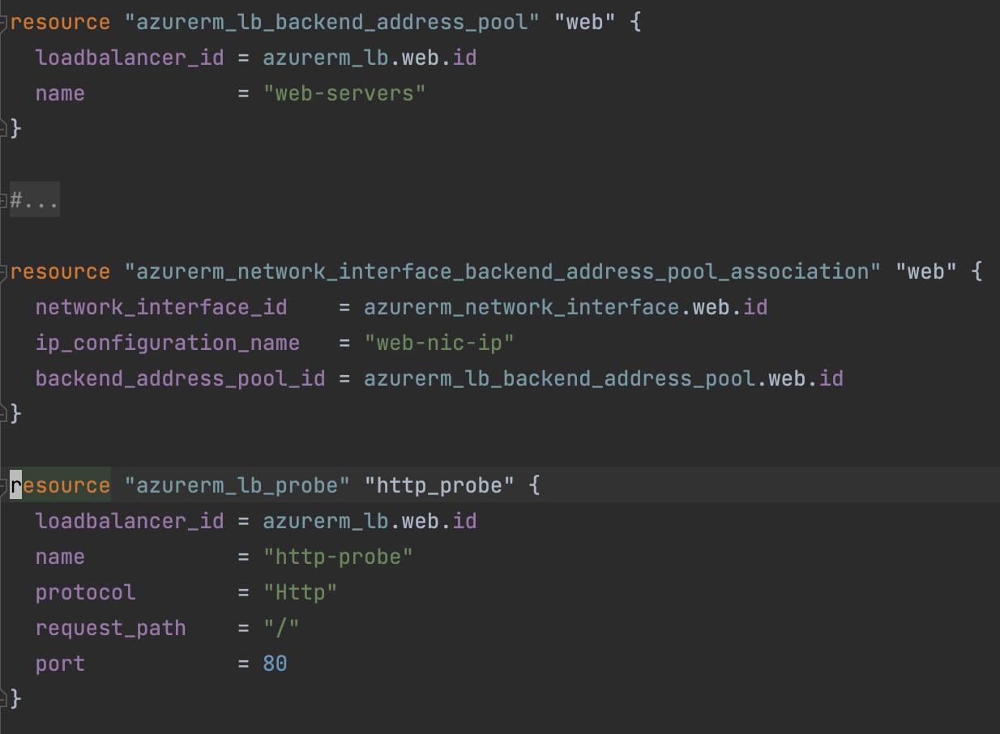 resource "azurerm_lb_backend_address_pool" "web" {
  loadbalancer_id = azurerm_lb.web.id
  name            = "web-servers"
}
#...
resource "azurerm_network_interface_backend_address_pool_association" "web" {
  network_interface_id    = azurerm_network_interface.web.id
  ip_configuration_name   = "web-nic-ip"
  backend_address_pool_id = azurerm_lb_backend_address_pool.web.id
}
resource "azurerm_lb_probe" "http_probe" {
  loadbalancer_id = azurerm_lb.web.id
  name            = "http-probe"
  protocol        = "Http"
  request_path    = "/"
  port            = 80
}